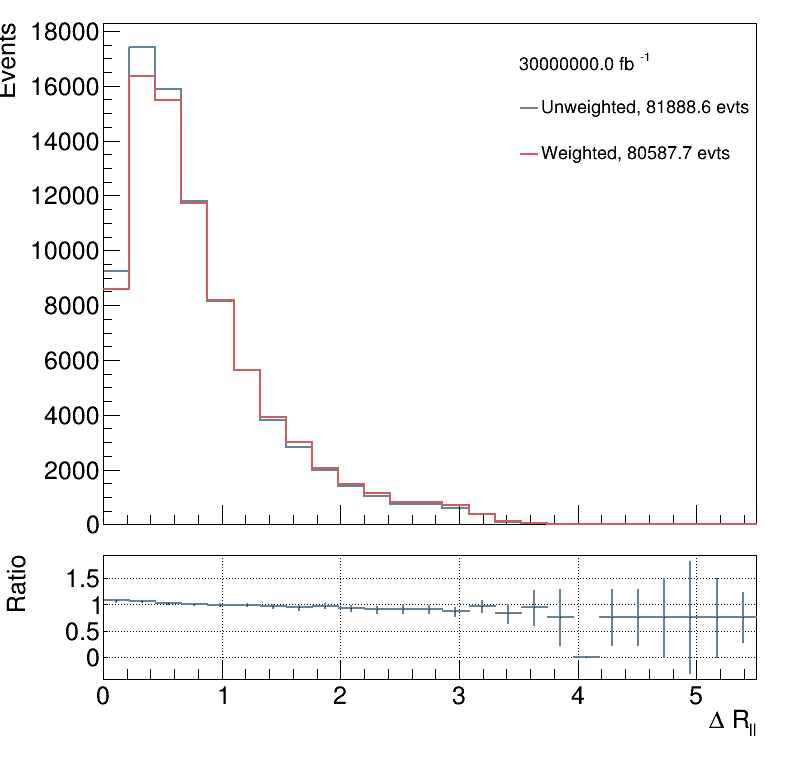 Events
18000
16000
14000
12000
10000
8000
6000
4000
2000
0
30000000.0 fb -1
Unweighted, 81888.6 evts
Weighted, 80587.7 evts
Ratio
1.5
1
0.5
0
0 1 2 3 4 5
Δ R_ll